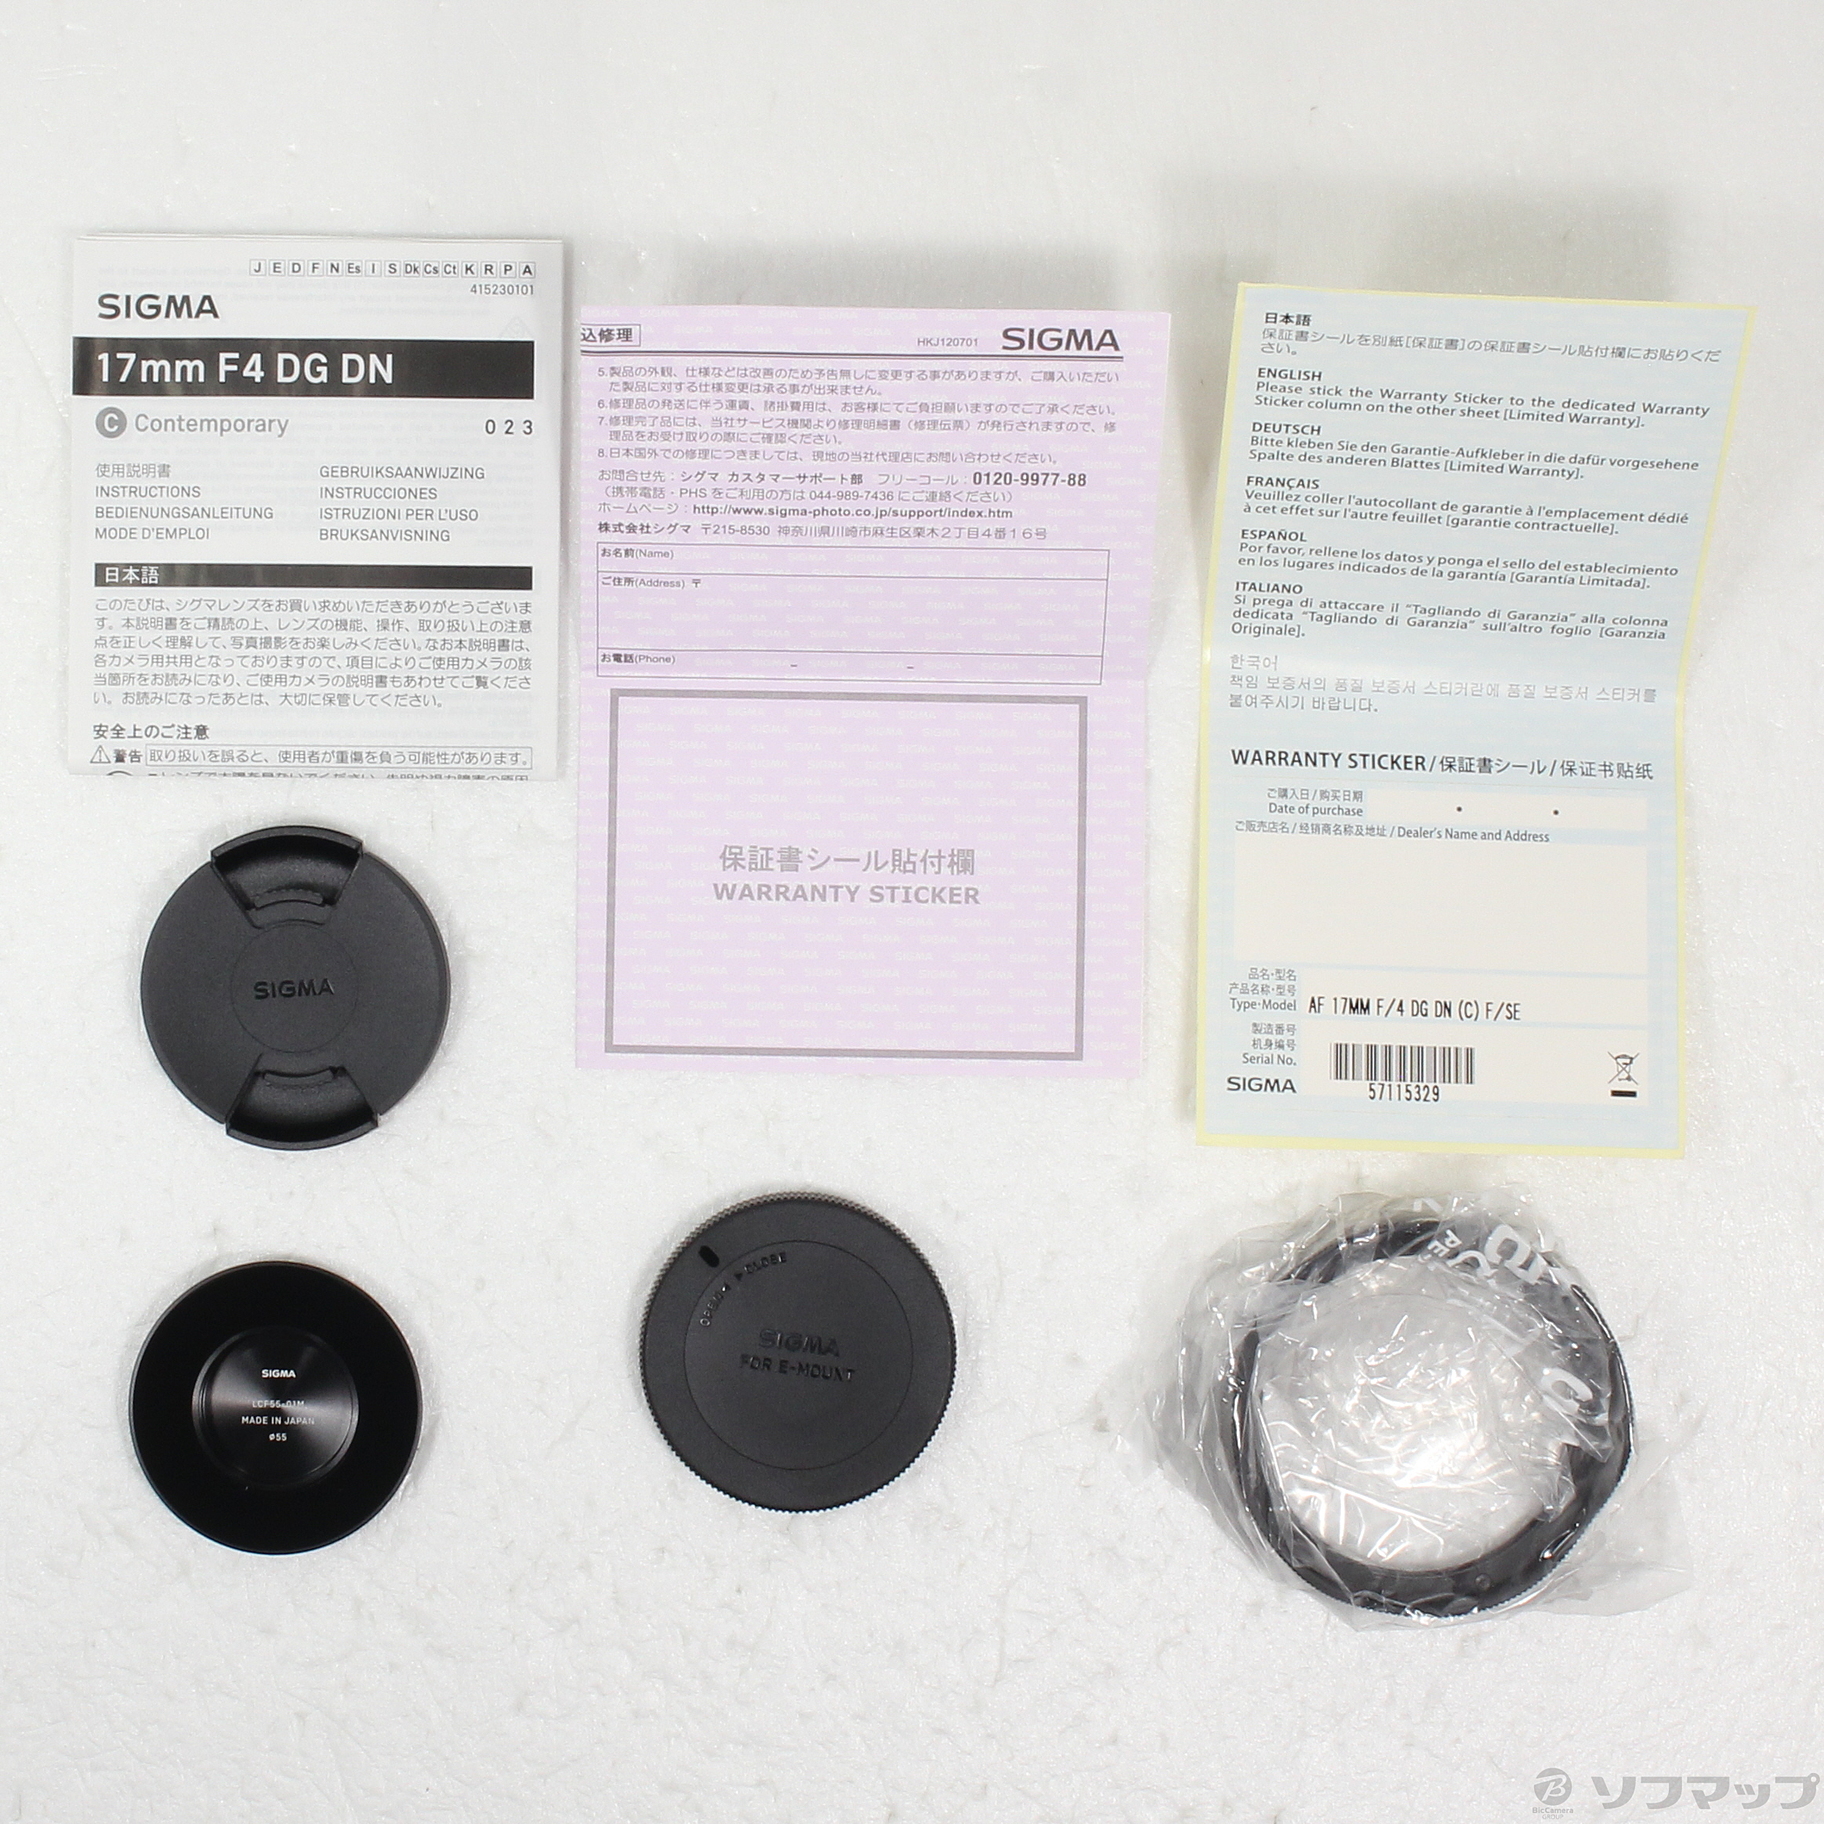 J E D F N Es I S Dk Cs Ct K R P A
415230101
SIGMA
17mm F4 DG DN
C Contemporary
023
使用説明書
INSTRUCTIONS
BEDIENUNGSANLEITUNG
MODE D'EMPLOI
GEBRUIKSAANWIJZING
INSTRUCCIONES
ISTRUZIONI PER L'USO
BRUKSANVISNING
日本語
このたびは、シグマレンズをお買い求めいただきありがとうございま
す。本説明書をご精読の上、レンズの機能、操作、取り扱い上の注意
点を正しく理解して、写真撮影をお楽しみください。なお本説明書は、
各カメラ用共用となっておりますので、項目によりご使用カメラの該
当箇所をお読みになり、ご使用カメラの説明書もあわせてご覧くださ
い。お読みになったあとは、大切に保管してください。
安全上のご注意
警告 取り扱いを誤ると、使用者が重傷を負う可能性があります。
込修理
HKJ120701
SIGMA
5.製品の外観、仕様などは改善のため予告無しに変更する事がありますが、ご購入いただい
た製品に対する仕様変更は承る事が出来ません。
6.修理品の発送に伴う運賃、諸掛費用は、お客様にてご負担願いますのでご了承ください。
7.修理完了品には、当社サービス機関より修理明細書（修理伝票）が発行されますので、修
理品をお受け取りの際にご確認ください。
8.日本国外での修理につきましては、現地の当社代理店にお問い合わせください。
お問合せ先：シグマ カスタマーサポート部 フリーコール：0120-9977-88
（携帯電話・PHSをご利用の方は044-989-7436にご連絡ください）
ホームページ：http://www.sigma-photo.co.jp/support/index.htm
株式会社シグマ 〒215-8530 神奈川県川崎市麻生区栗木２丁目４番１６号
お名前(Name)
ご住所(Address) 〒
お電話(Phone) － －
保証書シール貼付欄
WARRANTY STICKER
日本語
保証書シールを別紙[保証書]の保証書シール貼付欄にお貼りくだ
さい。
ENGLISH
Please stick the Warranty Sticker to the dedicated Warranty
Sticker column on the other sheet [Limited Warranty].
DEUTSCH
Bitte kleben Sie den Garantie-Aufkleber in die dafür vorgesehene
Spalte des anderen Blattes [Limited Warranty].
FRANÇAIS
Veuillez coller l'autocollant de garantie à l'emplacement dédié
à cet effet sur l'autre feuillet [garantie contractuelle].
ESPAÑOL
Por favor, rellene los datos y ponga el sello del establecimiento
en los lugares indicados de la garantía [Garantía Limitada].
ITALIANO
Si prega di attaccare il "Tagliando di Garanzia" alla colonna
dedicata "Tagliando di Garanzia" sull'altro foglio [Garanzia
Originale].
한국어
책임 보증서의 품질 보증서 스티커란에 품질 보증서 스티커를
붙여주시기 바랍니다.
WARRANTY STICKER/保証書シール/保证书贴纸
ご購入日/购买日期
Date of purchase
ご販売店名/经销商名称及地址/Dealer's Name and Address
品名・型名
产品名称・型号
Type・Model AF 17MM F/4 DG DN (C) F/SE
製造番号
机身编号
Serial No.
SIGMA
57115329
SIGMA
SIGMA
LCF55-01M
MADE IN JAPAN
ø55
OPEN CLOSE
SIGMA
FOR E-MOUNT
BicCamera
GROUP
ソフマップ